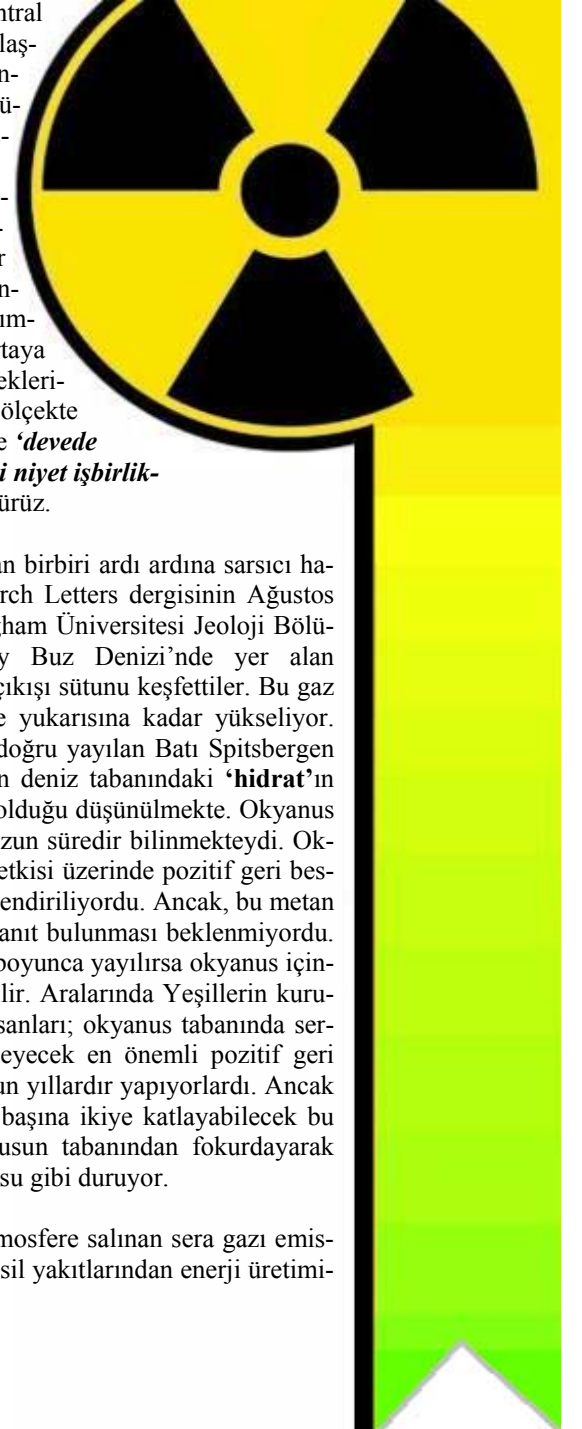 ntral
laş-
n-
ü-
-
-
-
r
n-
ım-
rtaya
ekleri-
ölçekte
e ‘devede
i niyet işbirlik-
ürüz.
an birbiri ardı ardına sarsıcı ha-
rch Letters dergisinin Ağustos
gham Üniversitesi Jeoloji Bölü-
y Buz Denizi’nde yer alan
çıkışı sütunu keşfettiler. Bu gaz
e yukarısına kadar yükseliyor.
doğru yayılan Batı Spitsbergen
n deniz tabanındaki ‘hidrat’ın
olduğu düşünülmekte. Okyanus
uzun süredir bilinmekteydi. Ok-
etkisi üzerinde pozitif geri bes-
lendiriliyordu. Ancak, bu metan
anıt bulunması beklenmiyordu.
boyunca yayılırsa okyanus için-
ilir. Aralarında Yeşillerin kuru-
sanları; okyanus tabanında ser-
eyecek en önemli pozitif geri
un yıllardır yapıyorlardı. Ancak
başına ikiye katlayabilecek bu
usun tabanından fokurdayarak
su gibi duruyor.
mosfere salınan sera gazı emis-
sil yakıtlarından enerji üretimi-